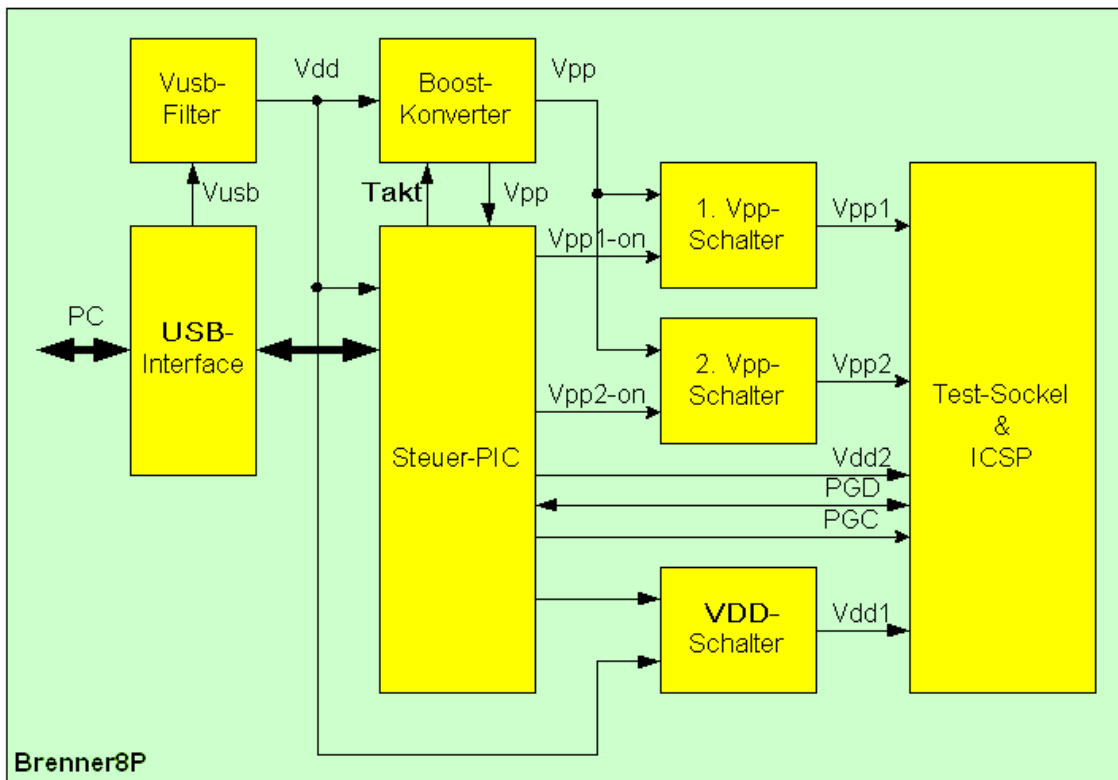 Vusb-
Filter
Vdd
Boost-
Konverter
Vpp
Vusb
Takt
Vpp
1. Vpp-
Schalter
Vpp1
Vpp1-on
PC
USB-
Interface
2. Vpp-
Schalter
Vpp2
Vpp2-on
Steuer-PIC
Test-Sockel
&
ICSP
Vdd2
PGD
PGC
VDD-
Schalter
Vdd1
Brenner8P